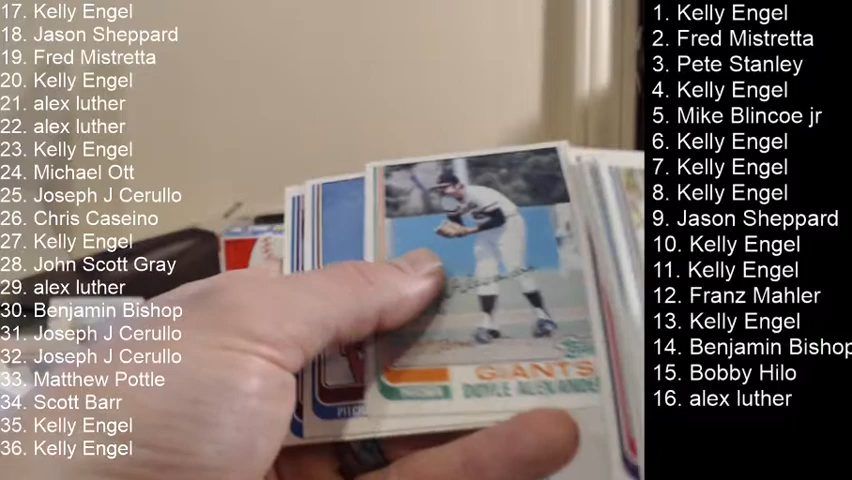 17. Kelly Engel
18. Jason Sheppard
19. Fred Mistretta
20. Kelly Engel
21. alex luther
22. alex luther
23. Kelly Engel
24. Michael Ott
25. Joseph J Cerullo
26. Chris Caseino
27. Kelly Engel
28. John Scott Gray
29. alex luther
30. Benjamin Bishop
31. Joseph J Cerullo
32. Joseph J Cerullo
33. Matthew Pottle
34. Scott Barr
35. Kelly Engel
36. Kelly Engel
1. Kelly Engel
2. Fred Mistretta
3. Pete Stanley
4. Kelly Engel
5. Mike Blincoe jr
6. Kelly Engel
7. Kelly Engel
8. Kelly Engel
9. Jason Sheppard
10. Kelly Engel
11. Kelly Engel
12. Franz Mahler
13. Kelly Engel
14. Benjamin Bishop
15. Bobby Hilo
16. alex luther
GIANTS
DOYLE ALEXANDE
PITCH